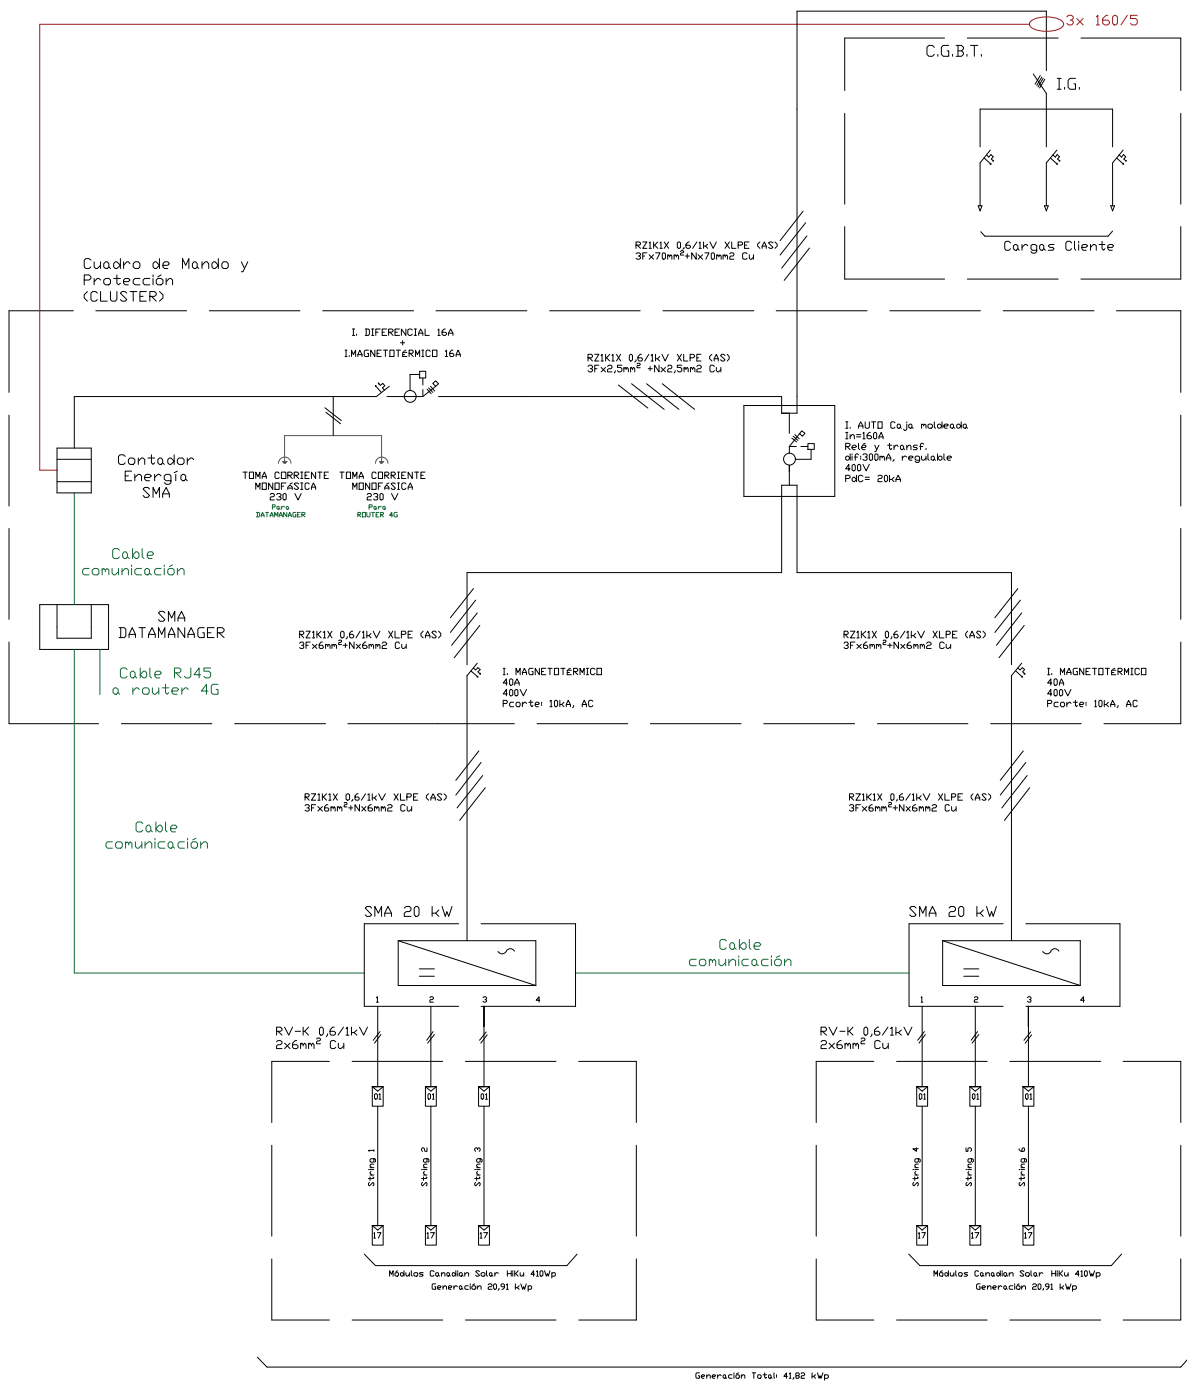 3x 160/5
C.G.B.T.
I.G.
Cargas Cliente
RZ1K1X 0,6/1kV XLPE (AS)
3Fx70mm²+Nx70mm2 Cu
Cuadro de Mando y
Protección
(CLUSTER)
I. DIFERENCIAL 16A
+
I.MAGNETOTÉRMICO 16A
RZ1K1X 0,6/1kV XLPE (AS)
3Fx2,5mm² +Nx2,5mm2 Cu
I. AUTO Caja moldeada
In=160A
Relé y transf.
dif:300mA, regulable
400V
PdC= 20kA
Contador
Energía
SMA
TOMA CORRIENTE
MONOFÁSICA
230 V
Para
DATAMANAGER
TOMA CORRIENTE
MONOFÁSICA
230 V
Para
ROUTER 4G
Cable
comunicación
SMA
DATAMANAGER
Cable RJ45
a router 4G
RZ1K1X 0,6/1kV XLPE (AS)
3Fx6mm²+Nx6mm2 Cu
RZ1K1X 0,6/1kV XLPE (AS)
3Fx6mm²+Nx6mm2 Cu
I. MAGNETOTÉRMICO
40A
400V
Pcorte: 10kA, AC
I. MAGNETOTÉRMICO
40A
400V
Pcorte: 10kA, AC
RZ1K1X 0,6/1kV XLPE (AS)
3Fx6mm²+Nx6mm2 Cu
RZ1K1X 0,6/1kV XLPE (AS)
3Fx6mm²+Nx6mm2 Cu
Cable
comunicación
SMA 20 kW
SMA 20 kW
Cable
comunicación
1 2 3 4
1 2 3 4
RV-K 0,6/1kV
2x6mm² Cu
RV-K 0,6/1kV
2x6mm² Cu
01 01 01
01 01 01
String 1
String 2
String 3
String 4
String 5
String 6
17 17 17
17 17 17
Módulos Canadian Solar HiKu 410Wp
Generación 20,91 kWp
Módulos Canadian Solar HiKu 410Wp
Generación 20,91 kWp
Generación Total: 41,82 kWp